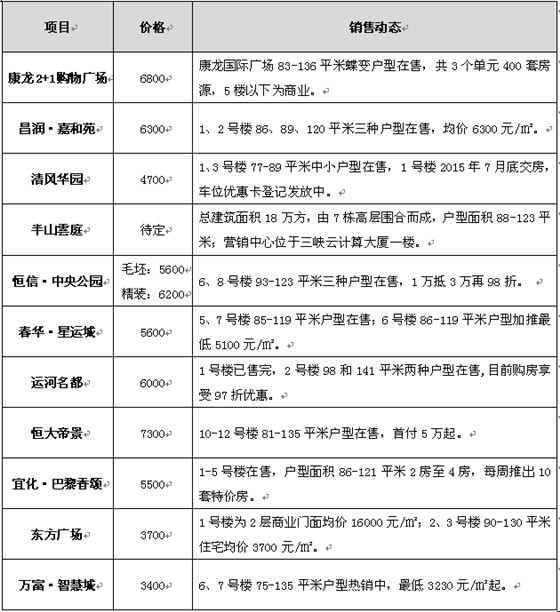 项目 价格 销售动态
康龙2+1购物广场 6800 康龙国际广场 83-136 平米蝶变户型在售，共 3 个单元 400 套房
源，5 楼以下为商业。
昌润·嘉和苑 6300 1、2 号楼 86、89、120 平米三种户型在售，均价 6300 元/㎡。
清风华园 4700 1、3 号楼 77-89 平米中小户型在售，1 号楼 2015 年 7 月底交房，
车位优惠卡登记发放中。
半山雲庭 待定 总建筑面积 18 万方，由 7 栋高层围合而成，户型面积 88-123 平
米；营销中心位于三峡云计算大厦一楼。
恒信·中央公园 毛坯：5600
精装：6200 6、8 号楼 93-123 平米三种户型在售，1 万抵 3 万再 98 折。
春华·星运城 5600 5、7 号楼 85-119 平米户型在售；6 号楼 86-119 平米户型加推最
低 5100 元/㎡。
运河名都 6000 1 号楼已售完，2 号楼 98 和 141 平米两种户型在售,目前购房享
受 97 折优惠。
恒大帝景 7300 10-12 号楼 81-135 平米户型在售，首付 5 万起。
宜化·巴黎香颂 5500 1-5 号楼在售，户型面积 86-121 平米 2 房至 4 房，每周推出 10
套特价房。
东方广场 3700 1 号楼为 2 层商业门面均价 16000 元/㎡；2、3 号楼 90-130 平米
住宅均价 3700 元/㎡。
万富·智慧城 3400 6、7 号楼 75-135 平米户型热销中，最低 3230 元/㎡起。